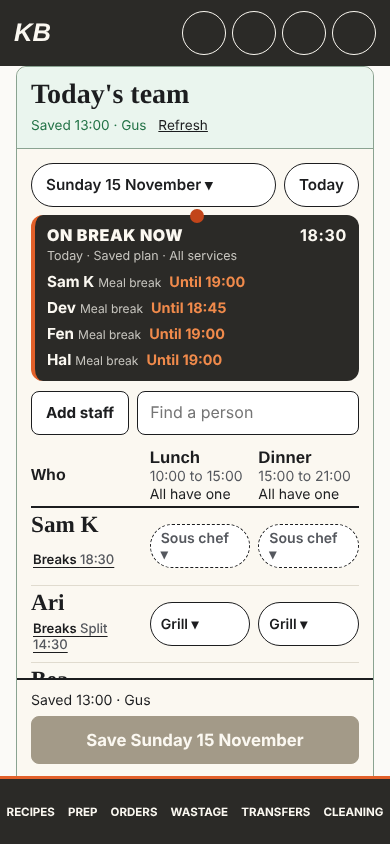 KB
Today's team
Saved 13:00 · Gus Refresh
Sunday 15 November ▾ Today
ON BREAK NOW 18:30
Today · Saved plan · All services
Sam K Meal break Until 19:00
Dev Meal break Until 18:45
Fen Meal break Until 19:00
Hal Meal break Until 19:00
Add staff Find a person
Who
Lunch
10:00 to 15:00
All have one
Dinner
15:00 to 21:00
All have one
Sam K
Breaks 18:30
Sous chef ▾
Sous chef ▾
Ari
Breaks Split
14:30
Grill ▾
Grill ▾
Saved 13:00 · Gus
Save Sunday 15 November
RECIPES PREP ORDERS WASTAGE TRANSFERS CLEANING